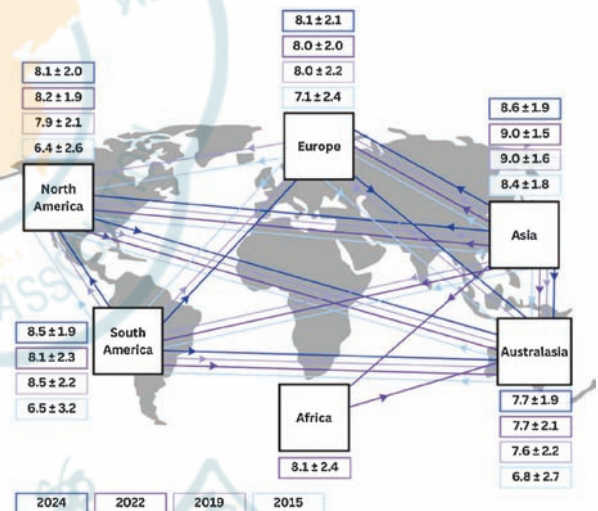 8.1 ± 2.1
8.0 ± 2.0
8.0 ± 2.2
7.1 ± 2.4
Europe
8.1 ± 2.0
8.2 ± 1.9
7.9 ± 2.1
6.4 ± 2.6
North
America
8.6 ± 1.9
9.0 ± 1.5
9.0 ± 1.6
8.4 ± 1.8
Asia
8.5 ± 1.9
8.1 ± 2.3
8.5 ± 2.2
6.5 ± 3.2
South
America
Africa
8.1 ± 2.4
Australasia
7.7 ± 1.9
7.7 ± 2.1
7.6 ± 2.2
6.8 ± 2.7
2024 2022 2019 2015